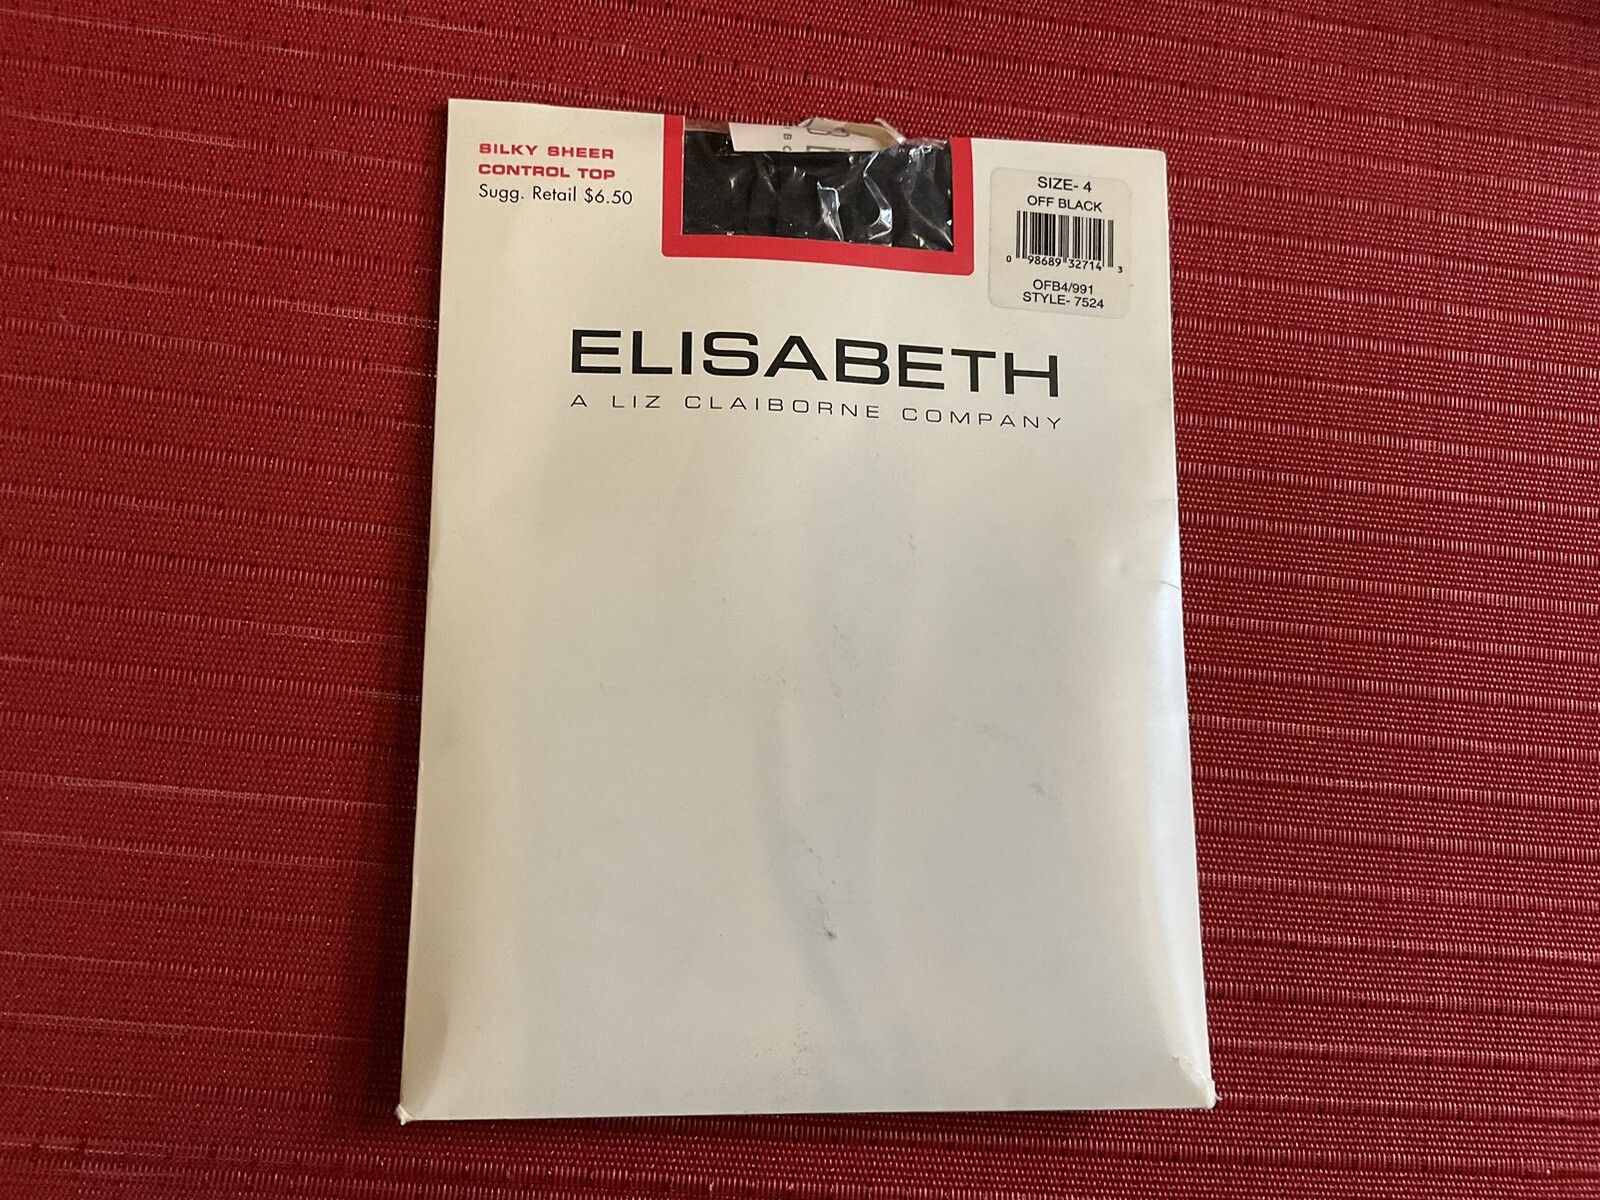 SILKY SHEER
CONTROL TOP
Sugg. Retail $6.50
SIZE- 4
OFF BLACK
0 98689 32714 3
OFB4/991
STYLE- 7524
ELISABETH
A LIZ CLAIBORNE COMPANY